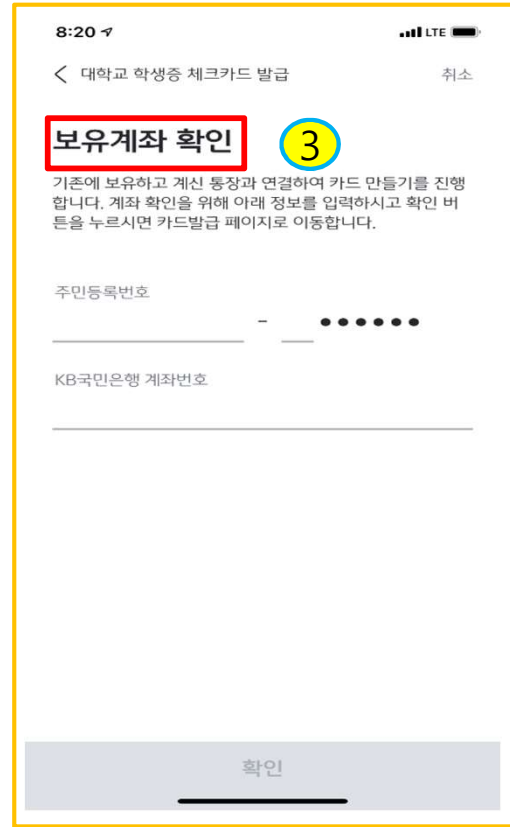 8:20
LTE
대학교 학생증 체크카드 발급 취소
보유계좌 확인 3
기존에 보유하고 계신 통장과 연결하여 카드 만들기를 진행
합니다. 계좌 확인을 위해 아래 정보를 입력하시고 확인 버
튼을 누르시면 카드발급 페이지로 이동합니다.
주민등록번호
- ●●●●●●
KB국민은행 계좌번호
확인